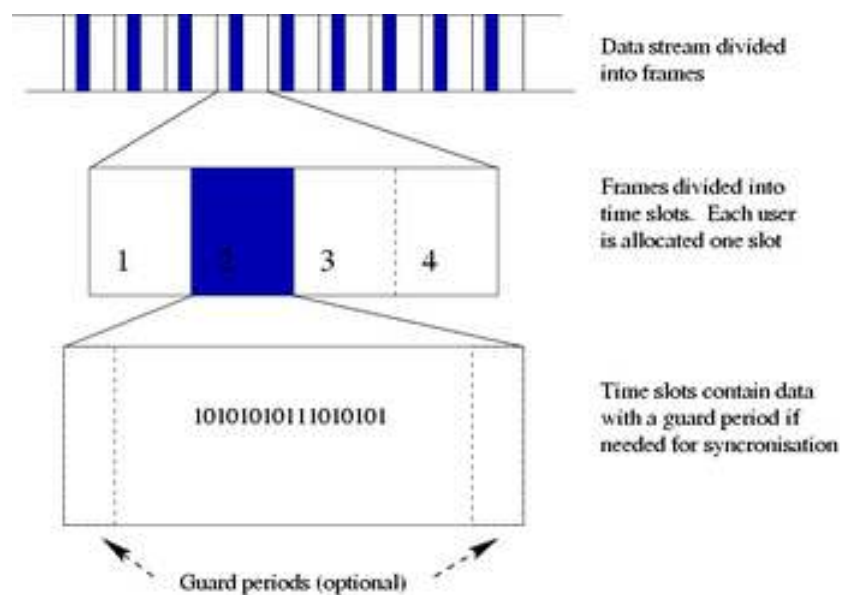 Data stream divided
into frames
Frames divided into
time slots. Each user
is allocated one slot
1 2 3 4
Time slots contain data
with a guard period if
needed for syncronisation
10101010111010101
Guard periods (optional)